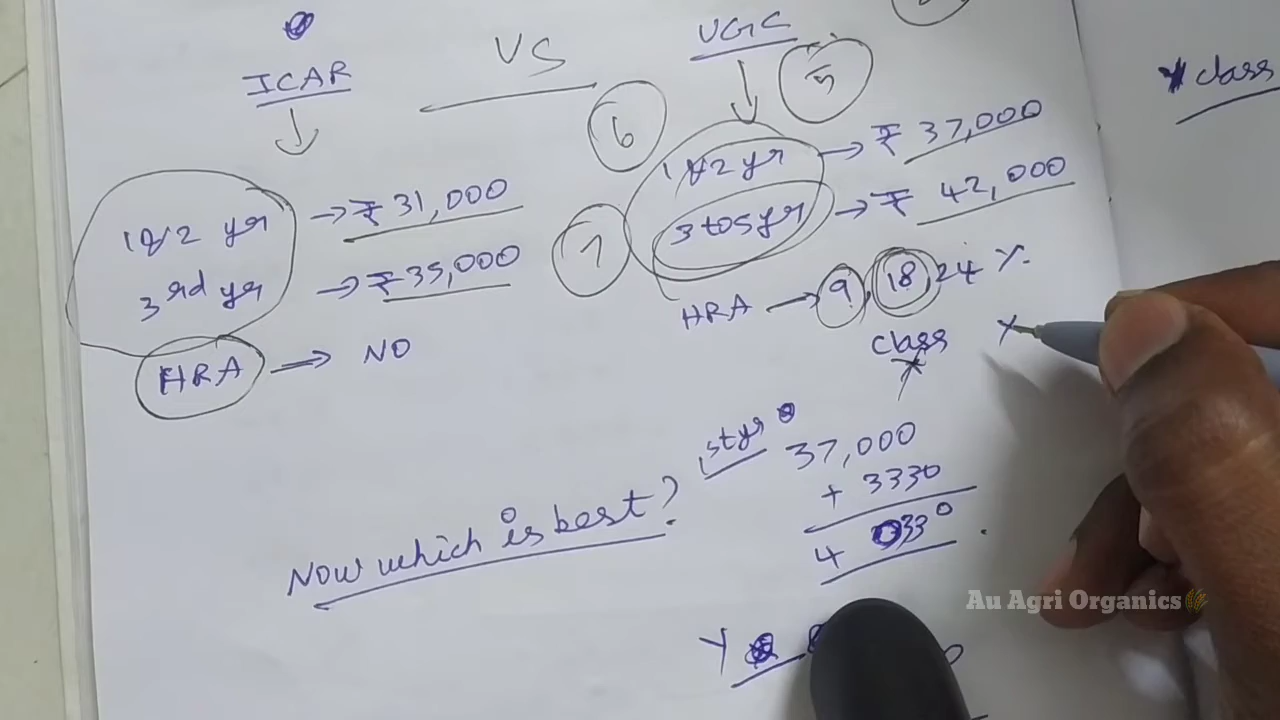 ICAR VS UGC
5
6
1 & 2 yr → ₹ 31,000
3rd yr → ₹ 35,000
HRA → NO
7
1 & 2 yr → ₹ 37,000
3 to 5 yr → ₹ 42,000
HRA → 9, 18, 24 %
class
X
* class
1st yr
37,000
+ 3330
40330
Now which is best?
Y
Au Agri Organics